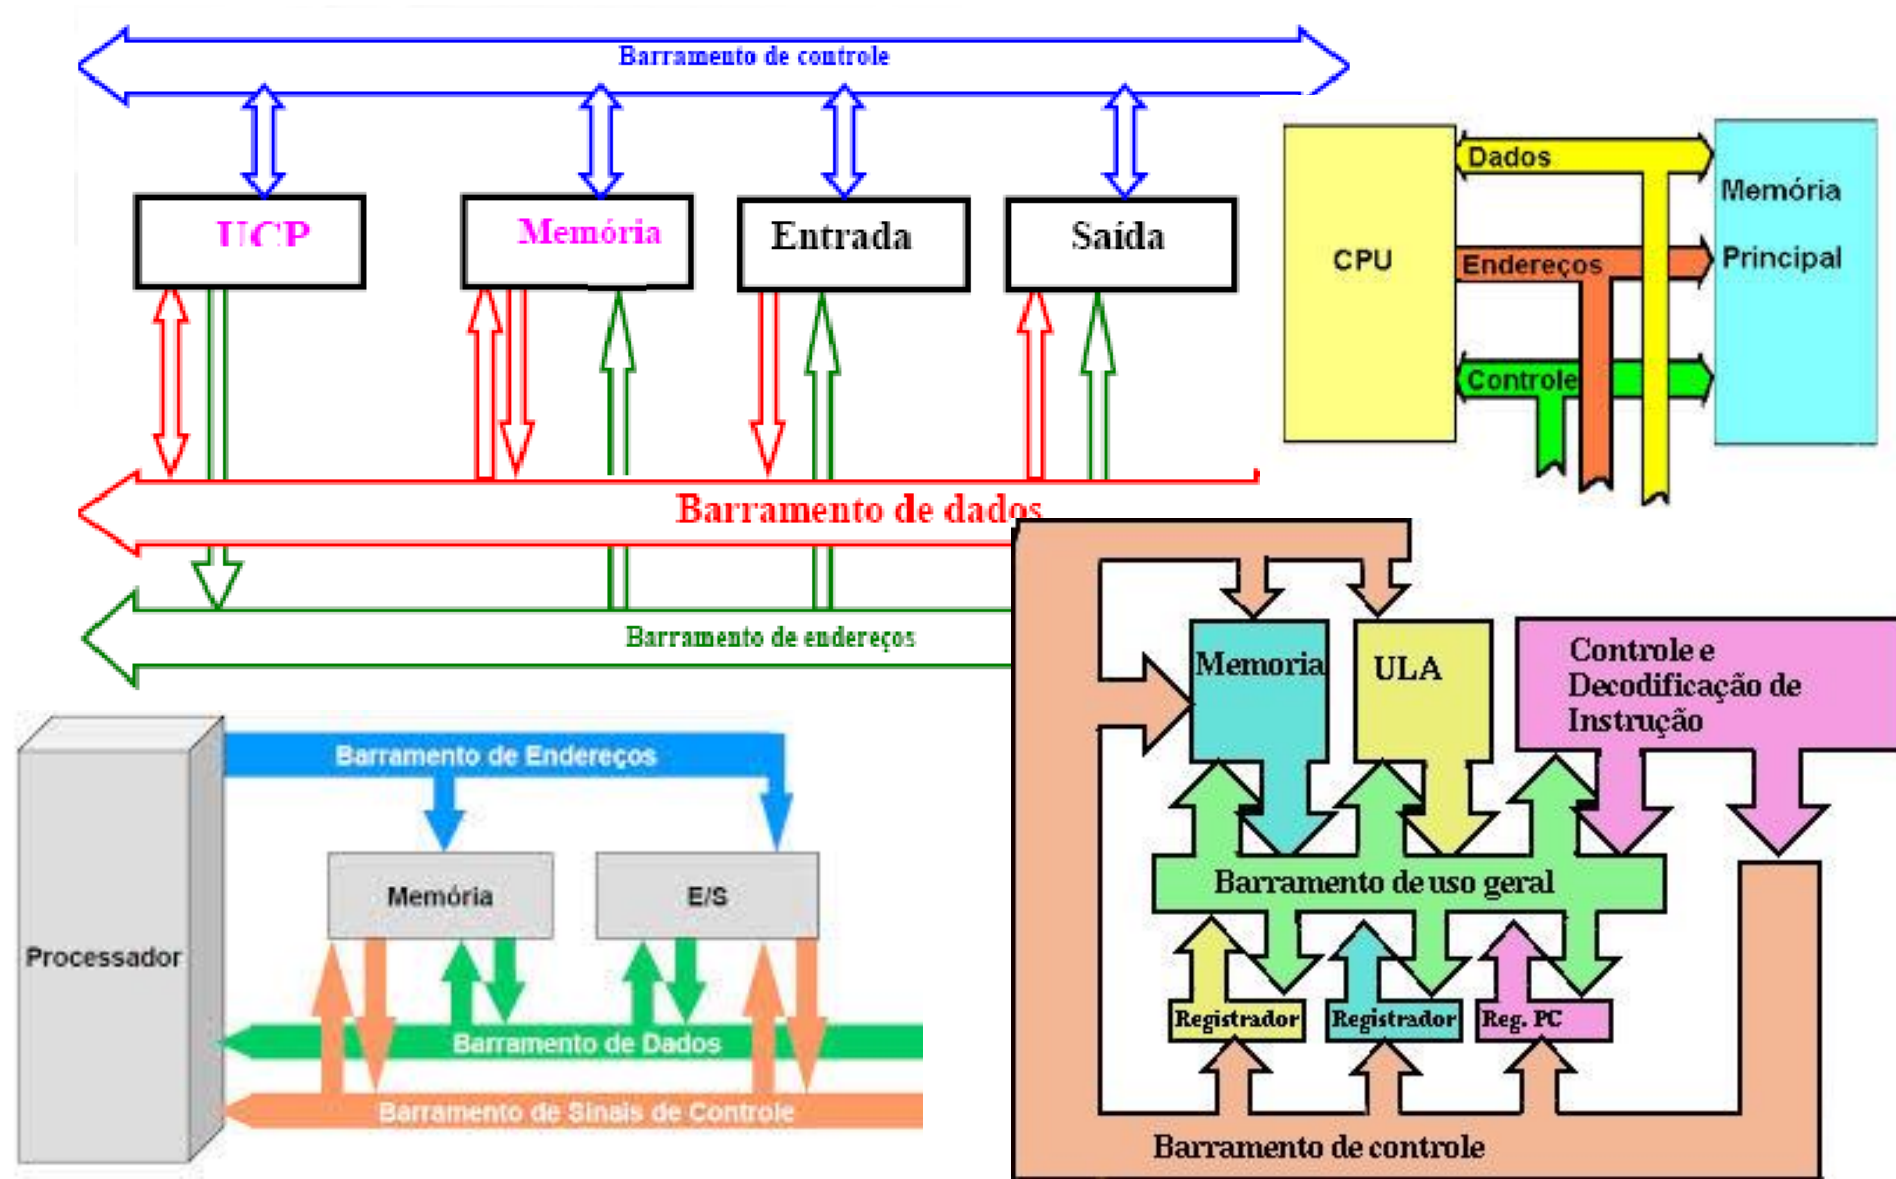 Barramento de controle
UCP
Memória
Entrada
Saída
Barramento de dados
Barramento de endereços
CPU
Dados
Endereços
Controle
Memória
Principal
Barramento de Endereços
Memória
E/S
Processador
Barramento de Dados
Barramento de Sinais de Controle
Memoria
ULA
Controle e
Decodificação de
Instrução
Barramento de uso geral
Registrador
Registrador
Reg. PC
Barramento de controle